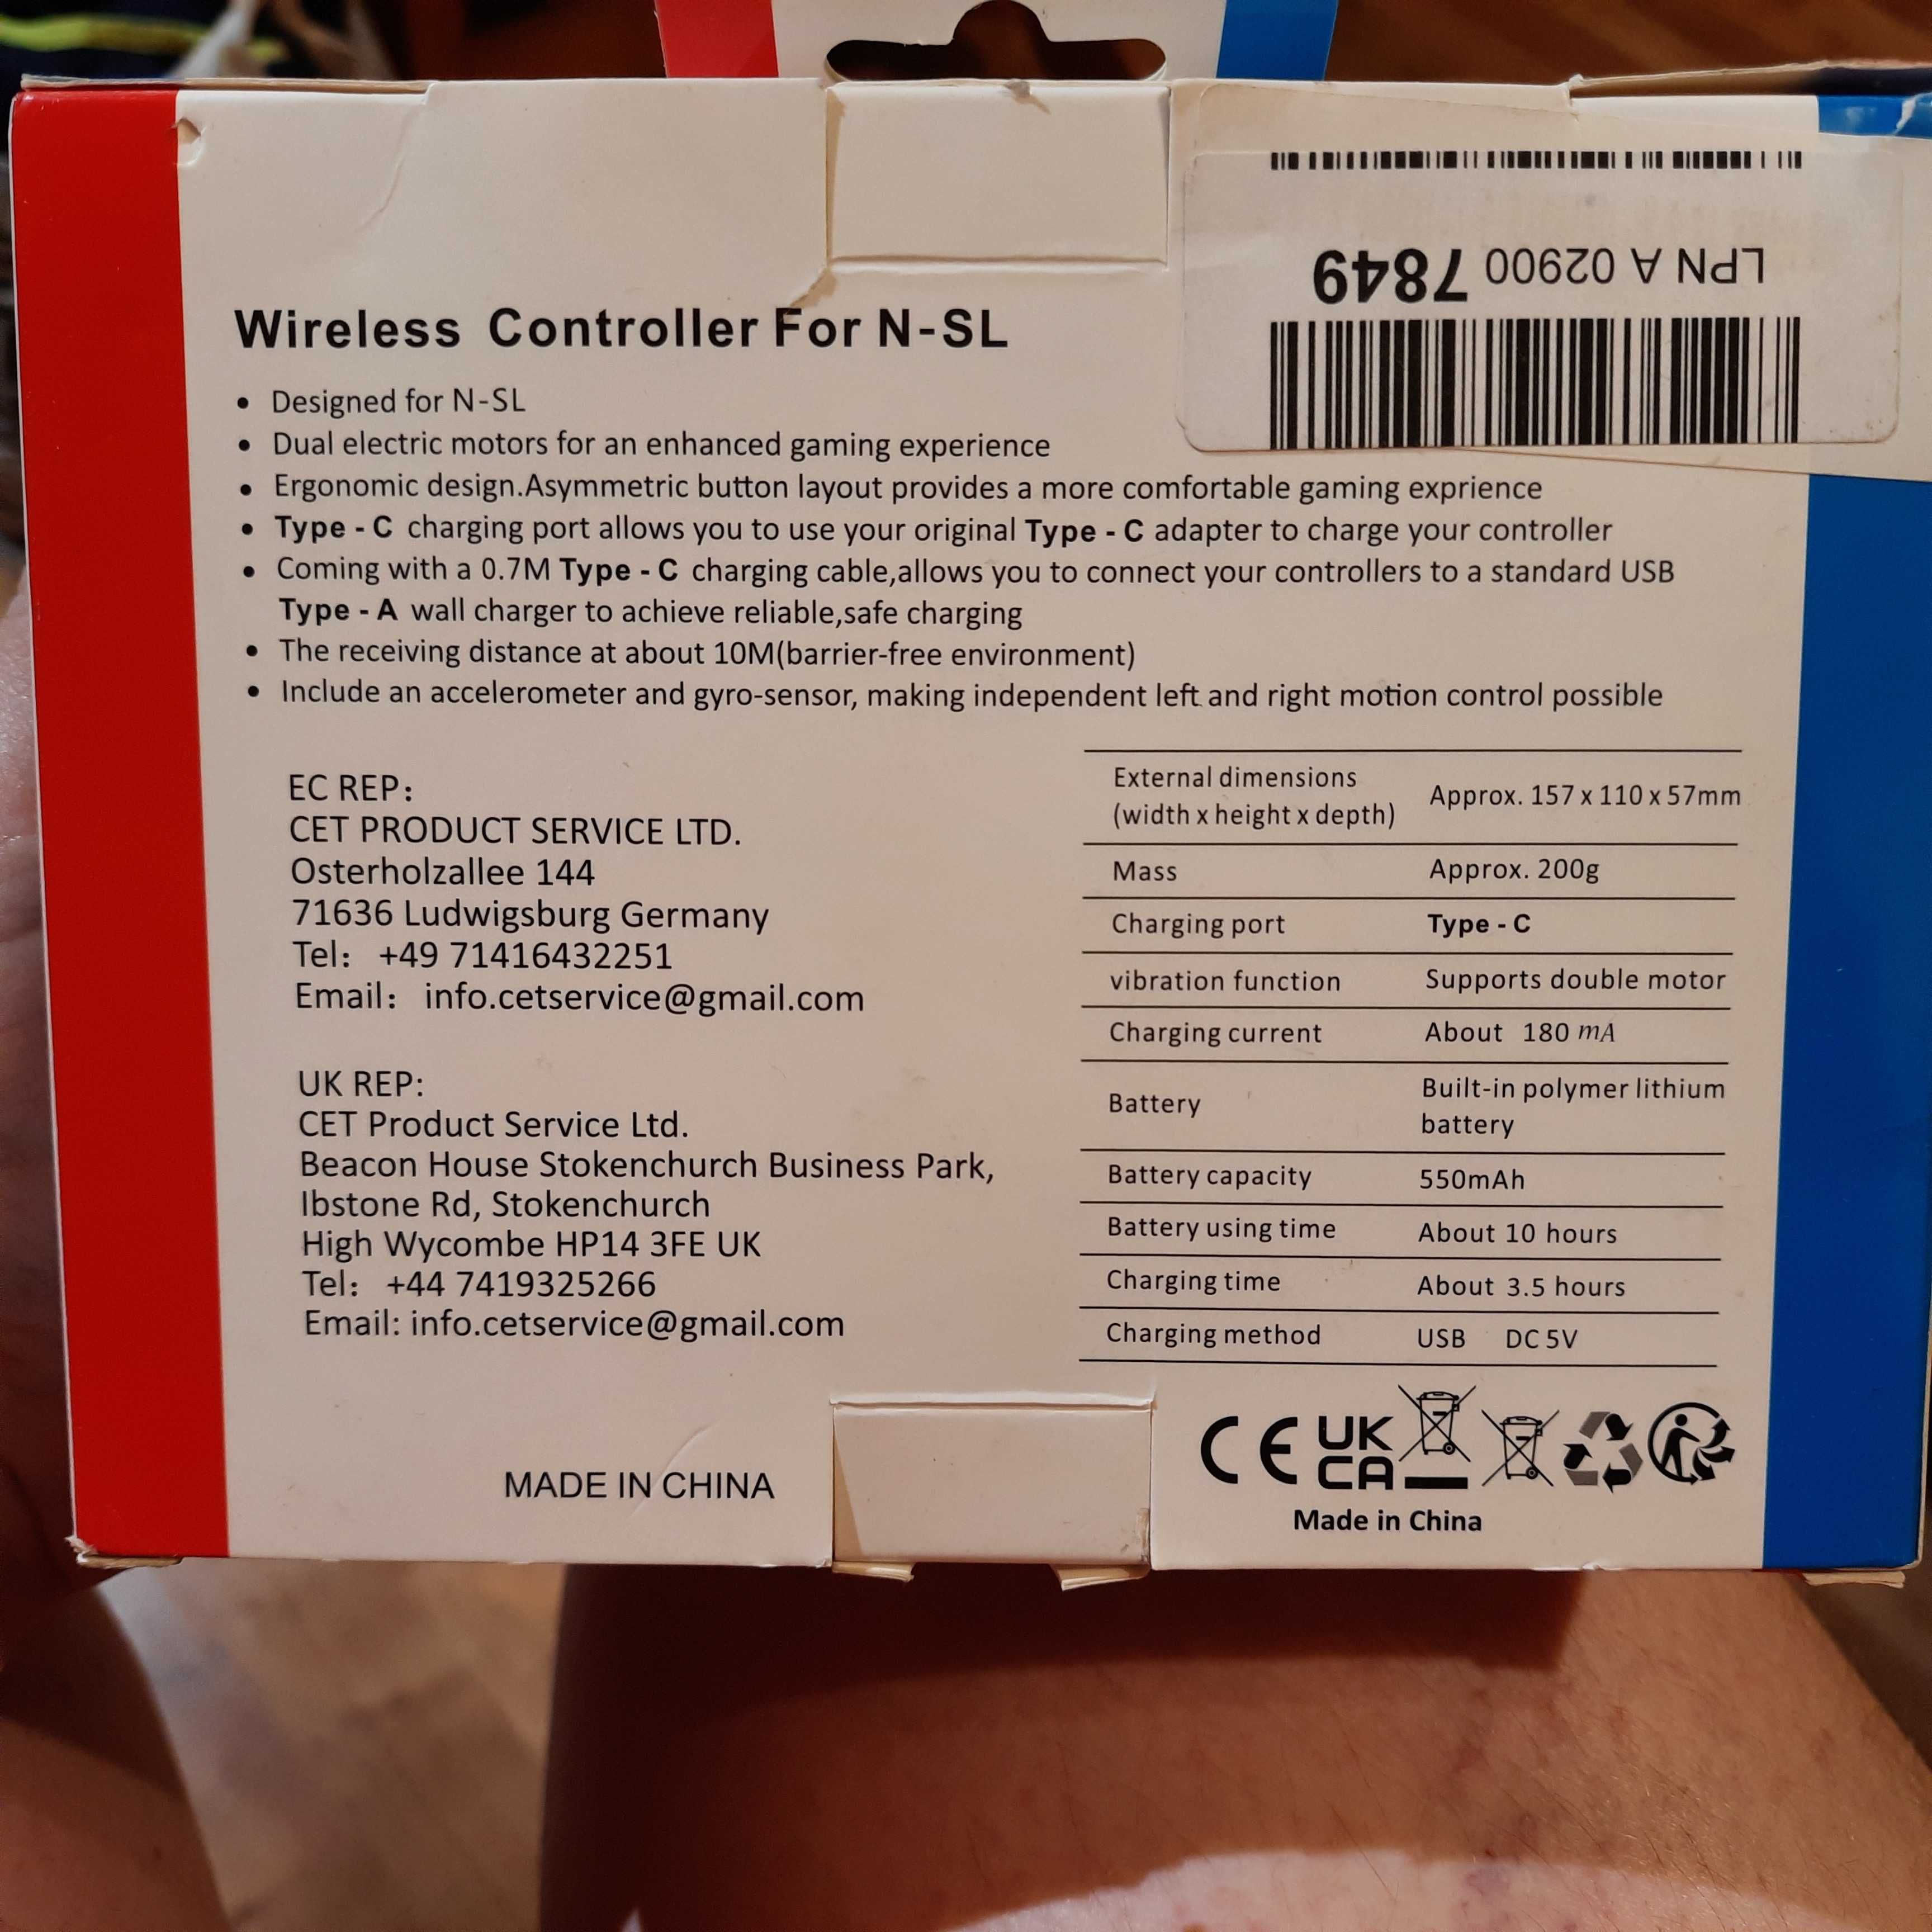 LPN A 02900 7849
Wireless Controller For N-SL
• Designed for N-SL
• Dual electric motors for an enhanced gaming experience
• Ergonomic design.Asymmetric button layout provides a more comfortable gaming exprience
• Type - C charging port allows you to use your original Type - C adapter to charge your controller
• Coming with a 0.7M Type - C charging cable,allows you to connect your controllers to a standard USB
Type - A wall charger to achieve reliable,safe charging
• The receiving distance at about 10M(barrier-free environment)
• Include an accelerometer and gyro-sensor, making independent left and right motion control possible
EC REP：
CET PRODUCT SERVICE LTD.
Osterholzallee 144
71636 Ludwigsburg Germany
Tel： +49 71416432251
Email： info.cetservice@gmail.com
UK REP:
CET Product Service Ltd.
Beacon House Stokenchurch Business Park,
Ibstone Rd, Stokenchurch
High Wycombe HP14 3FE UK
Tel： +44 7419325266
Email: info.cetservice@gmail.com
MADE IN CHINA
External dimensions
(width x height x depth) Approx. 157 x 110 x 57mm
Mass Approx. 200g
Charging port Type - C
vibration function Supports double motor
Charging current About 180 mA
Battery Built-in polymer lithium
battery
Battery capacity 550mAh
Battery using time About 10 hours
Charging time About 3.5 hours
Charging method USB DC 5V
CE UK
CA
Made in China